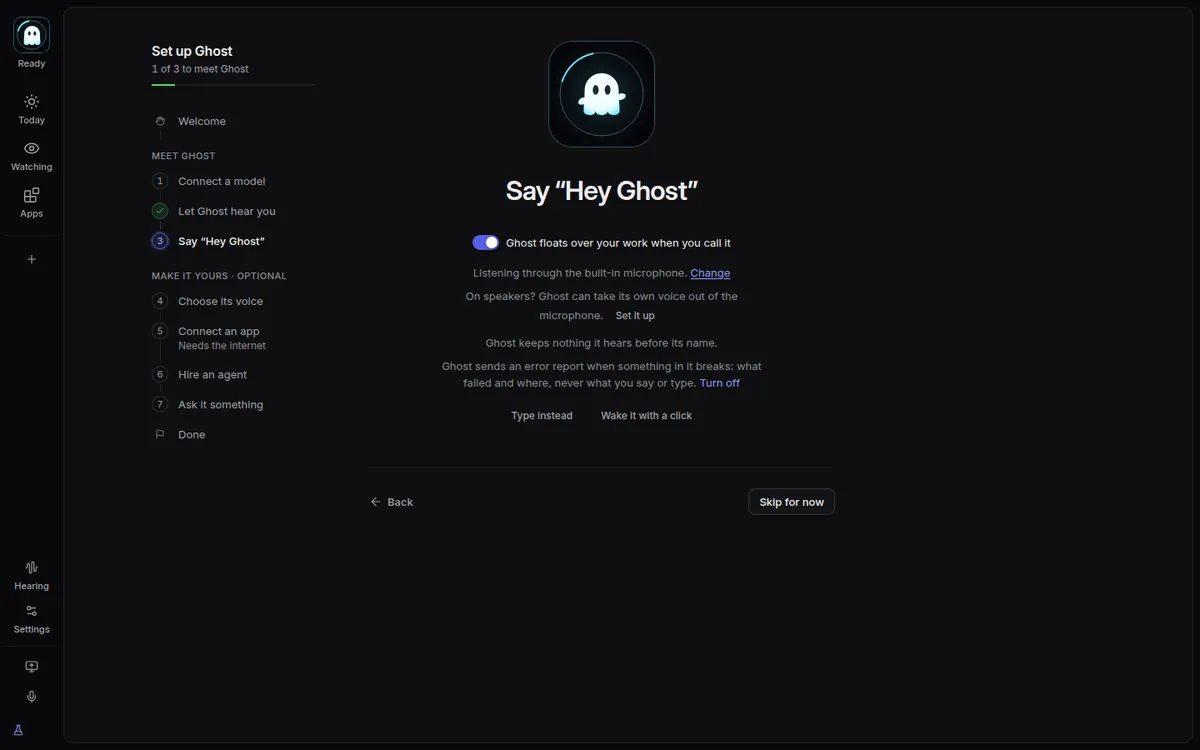 Ready
Today
Watching
Apps
Hearing
Settings
Set up Ghost
1 of 3 to meet Ghost
Welcome
MEET GHOST
1 Connect a model
Let Ghost hear you
3 Say “Hey Ghost”
MAKE IT YOURS · OPTIONAL
4 Choose its voice
5 Connect an app
Needs the internet
6 Hire an agent
7 Ask it something
Done
Say “Hey Ghost”
Ghost floats over your work when you call it
Listening through the built-in microphone. Change
On speakers? Ghost can take its own voice out of the
microphone. Set it up
Ghost keeps nothing it hears before its name.
Ghost sends an error report when something in it breaks: what
failed and where, never what you say or type. Turn off
Type instead Wake it with a click
Back
Skip for now